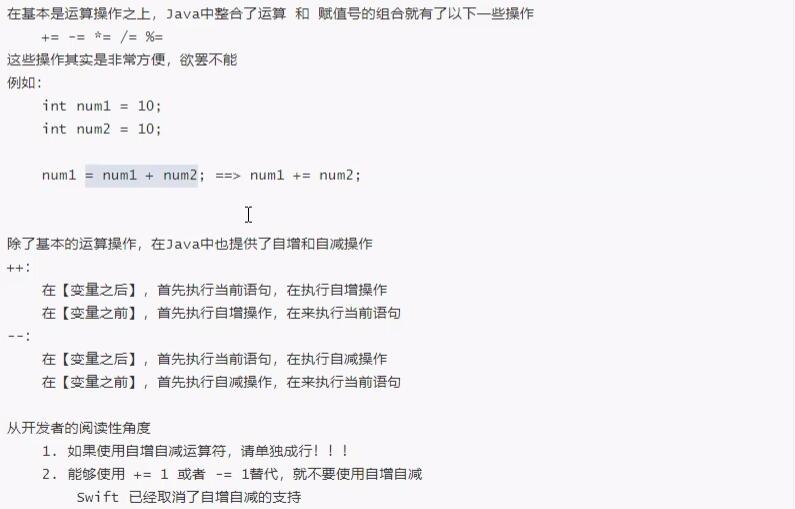 在基本是运算操作之上，Java中整合了运算 和 赋值号的组合就有了以下一些操作
+= -= *= /= %=
这些操作其实是非常方便，欲罢不能
例如：
int num1 = 10;
int num2 = 10;
num1 = num1 + num2; ==> num1 += num2;
除了基本的运算操作，在Java中也提供了自增和自减操作
++：
在【变量之后】，首先执行当前语句，在执行自增操作
在【变量之前】，首先执行自增操作，在来执行当前语句
--：
在【变量之后】，首先执行当前语句，在执行自减操作
在【变量之前】，首先执行自减操作，在来执行当前语句
从开发者的阅读性角度
1. 如果使用自增自减运算符，请单独成行！！！
2. 能够使用 += 1 或者 -= 1替代，就不要使用自增自减
Swift 已经取消了自增自减的支持